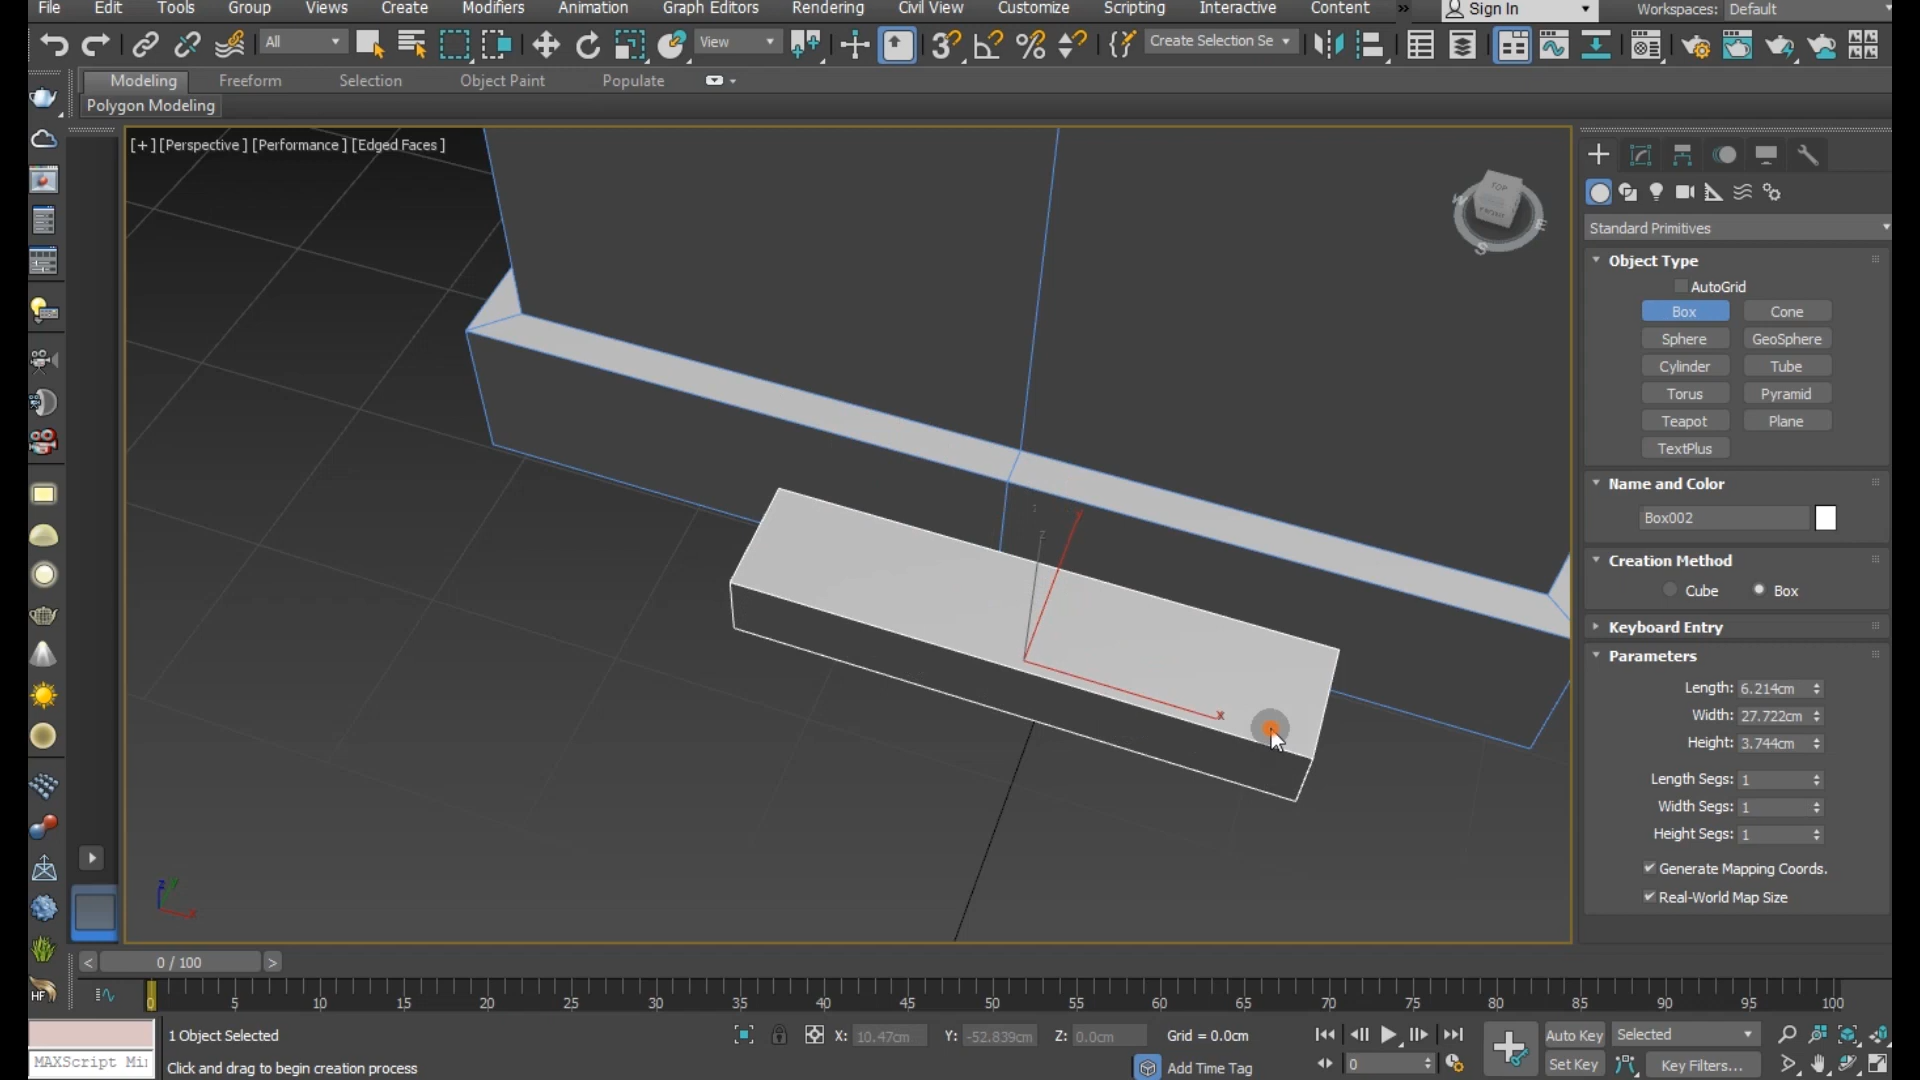 File Edit Tools Group Views Create Modifiers Animation Graph Editors Rendering Civil View Customize Scripting Interactive Content » Sign In Workspaces: Default
All View Create Selection Se
Modeling Freeform Selection Object Paint Populate
Polygon Modeling
[+] [Perspective] [Performance] [Edged Faces]
TOP
FRONT
W E S
z
x
z y x
Standard Primitives
Object Type
AutoGrid
Box Cone
Sphere GeoSphere
Cylinder Tube
Torus Pyramid
Teapot Plane
TextPlus
Name and Color
Box002
Creation Method
Cube Box
Keyboard Entry
Parameters
Length: 6.214cm
Width: 27.722cm
Height: 3.744cm
Length Segs: 1
Width Segs: 1
Height Segs: 1
Generate Mapping Coords.
Real-World Map Size
HF
< 0 / 100 >
0 5 10 15 20 25 30 35 40 45 50 55 60 65 70 75 80 85 90 95 100
1 Object Selected X: 10.47cm Y: -52.839cm Z: 0.0cm Grid = 0.0cm Auto Key Selected
MAXScript Mi Click and drag to begin creation process Add Time Tag 0 Set Key Key Filters...